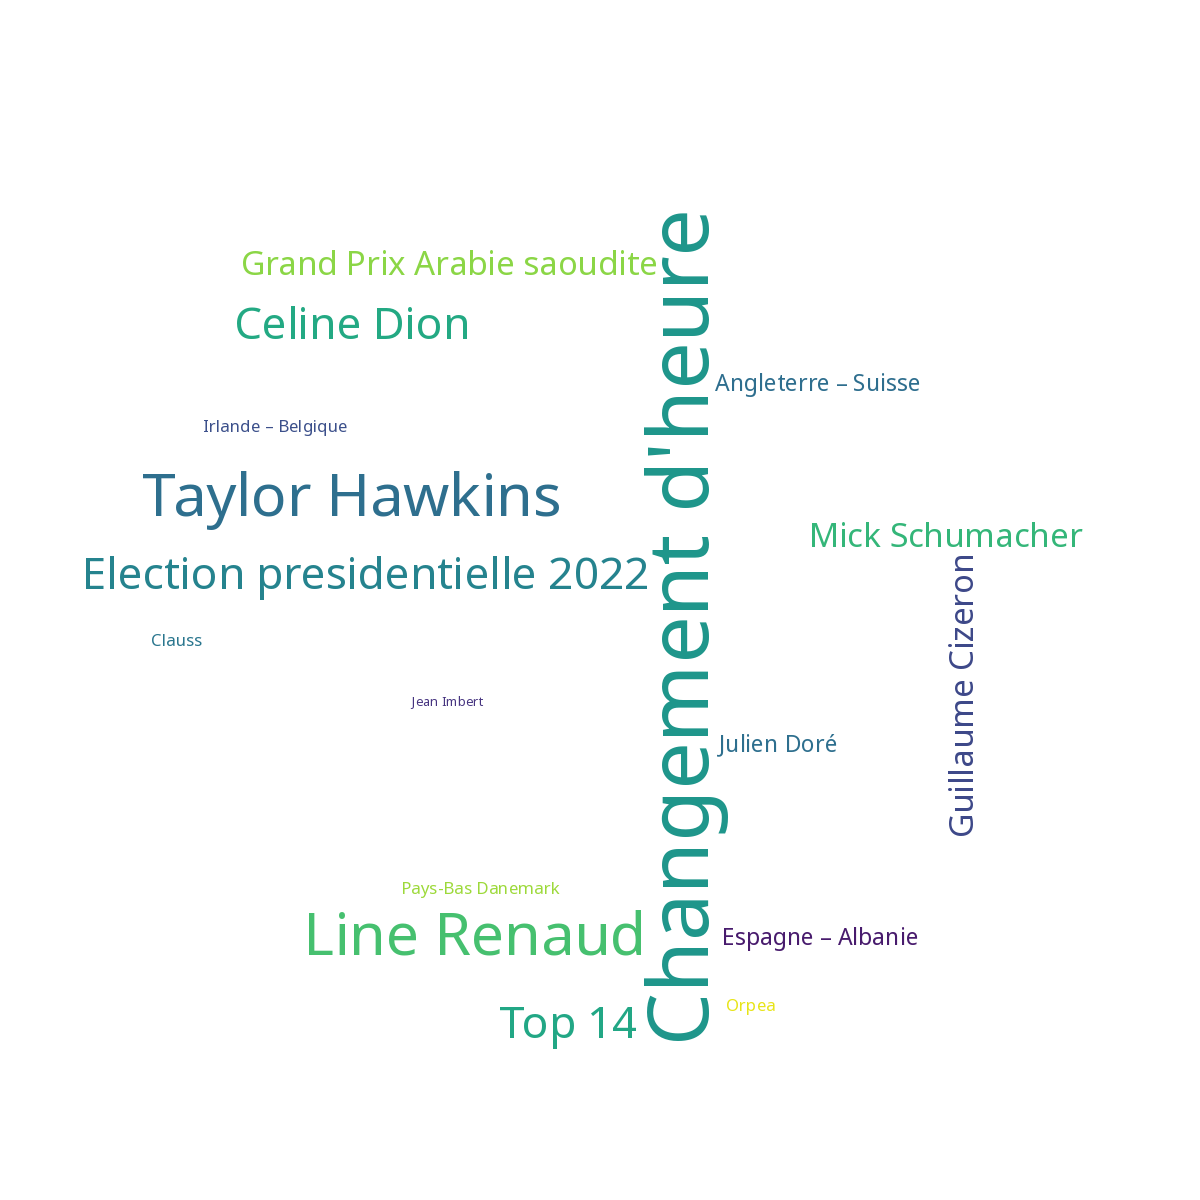 Grand Prix Arabie saoudite
Celine Dion
Angleterre – Suisse
Irlande – Belgique
Taylor Hawkins
Mick Schumacher
Election presidentielle 2022
Changement d'heure
Guillaume Cizeron
Clauss
Jean Imbert
Julien Doré
Pays-Bas Danemark
Line Renaud
Espagne – Albanie
Orpea
Top 14